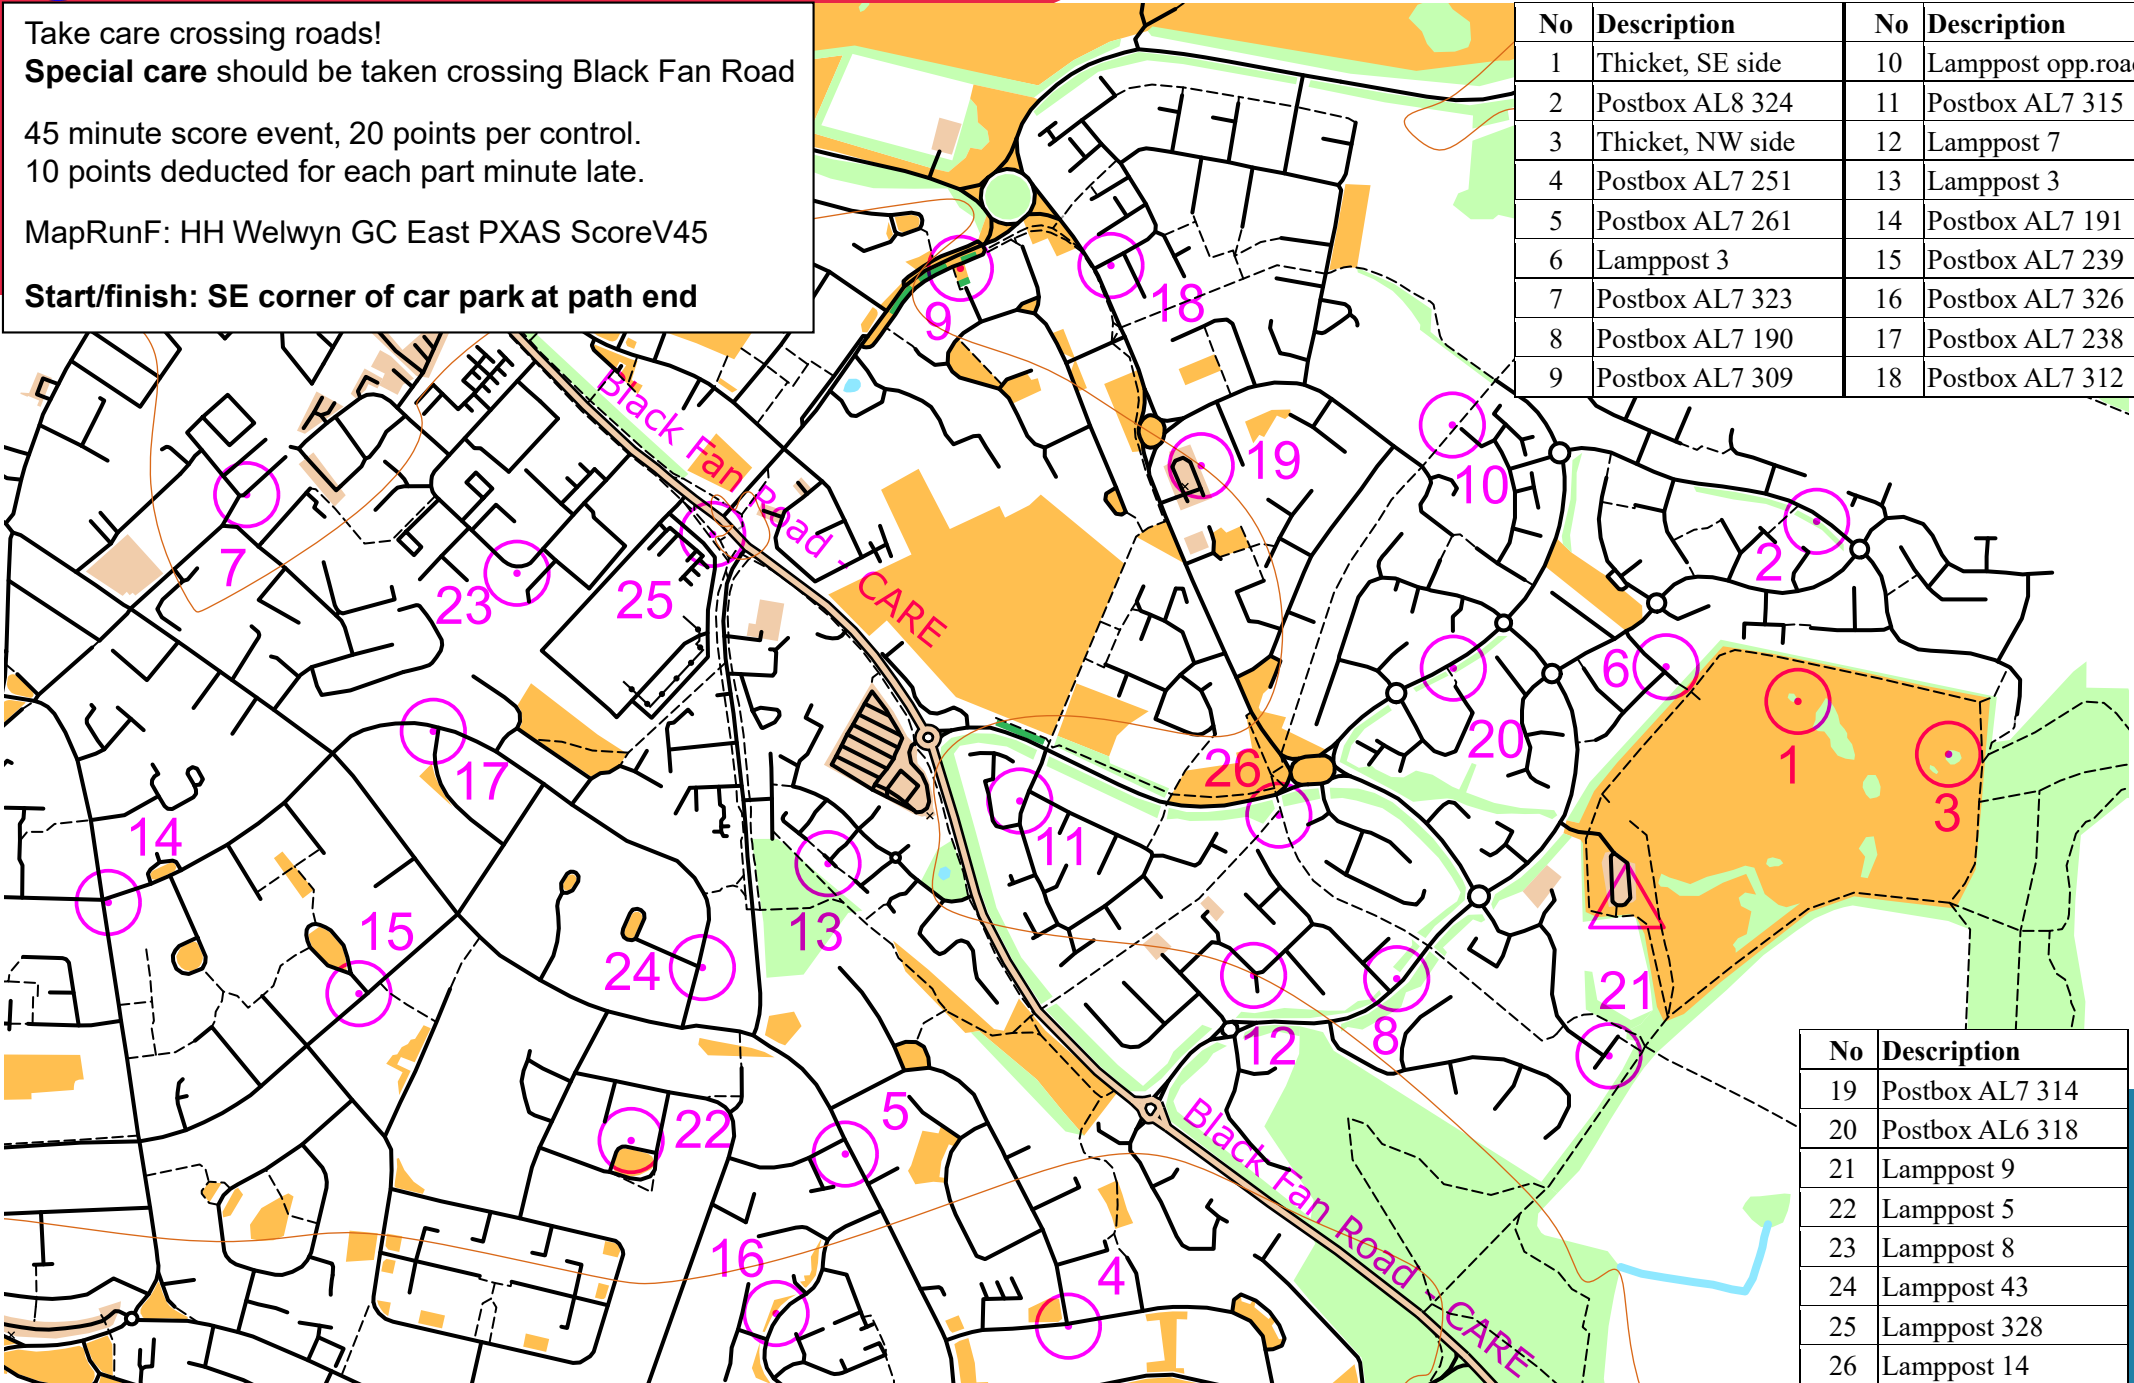 Take care crossing roads!
Special care should be taken crossing Black Fan Road
45 minute score event, 20 points per control.
10 points deducted for each part minute late.
MapRunF: HH Welwyn GC East PXAS ScoreV45
Start/finish: SE corner of car park at path end
No Description No Description
1 Thicket, SE side 10 Lamppost opp.road
2 Postbox AL8 324 11 Postbox AL7 315
3 Thicket, NW side 12 Lamppost 7
4 Postbox AL7 251 13 Lamppost 3
5 Postbox AL7 261 14 Postbox AL7 191
6 Lamppost 3 15 Postbox AL7 239
7 Postbox AL7 323 16 Postbox AL7 326
8 Postbox AL7 190 17 Postbox AL7 238
9 Postbox AL7 309 18 Postbox AL7 312
9
18
Black Fan Road - CARE
19
10
7
23
25
2
6
20
17
26
1
3
14
11
15
13
24
21
12
8
5
22
Black Fan Road - CARE
16
4
No Description
19 Postbox AL7 314
20 Postbox AL6 318
21 Lamppost 9
22 Lamppost 5
23 Lamppost 8
24 Lamppost 43
25 Lamppost 328
26 Lamppost 14